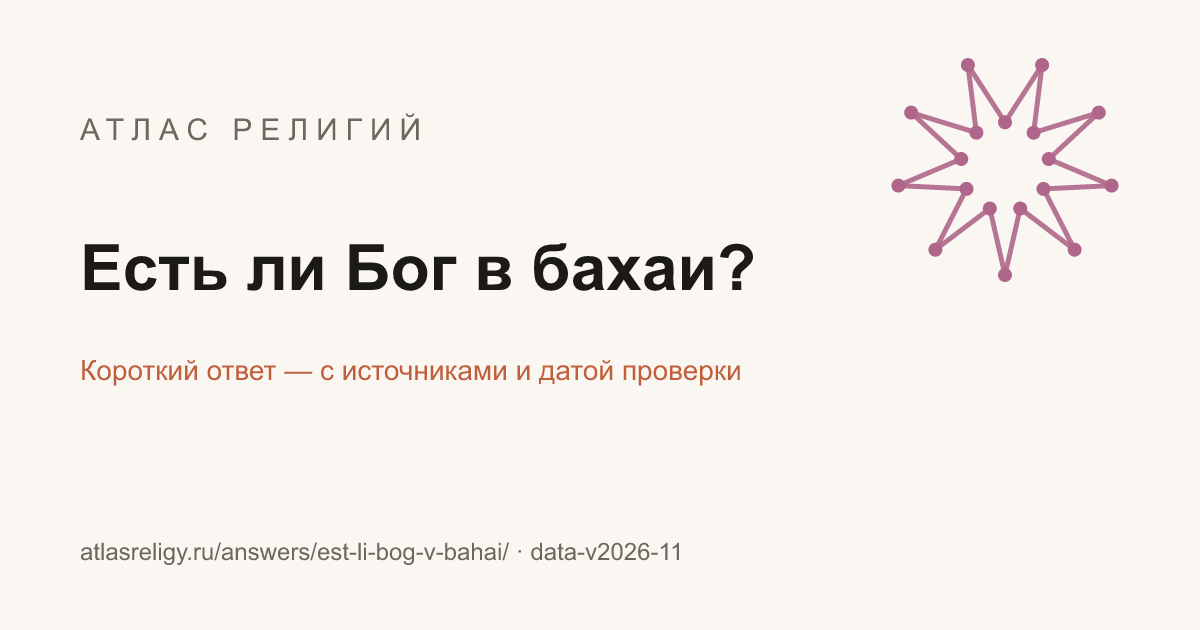 АТЛАС РЕЛИГИЙ
Есть ли Бог в бахаи?
Короткий ответ — с источниками и датой проверки
atlasreligy.ru/answers/est-li-bog-v-bahai/ · data-v2026-11